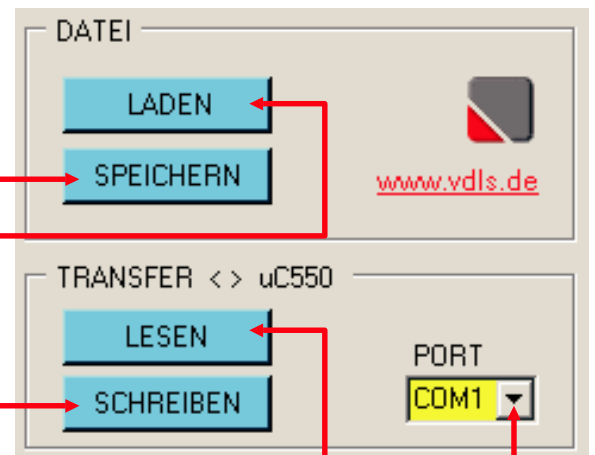 DATEI
LADEN
SPEICHERN
www.vdls.de
TRANSFER <> uC550
LESEN
PORT
SCHREIBEN
COM1